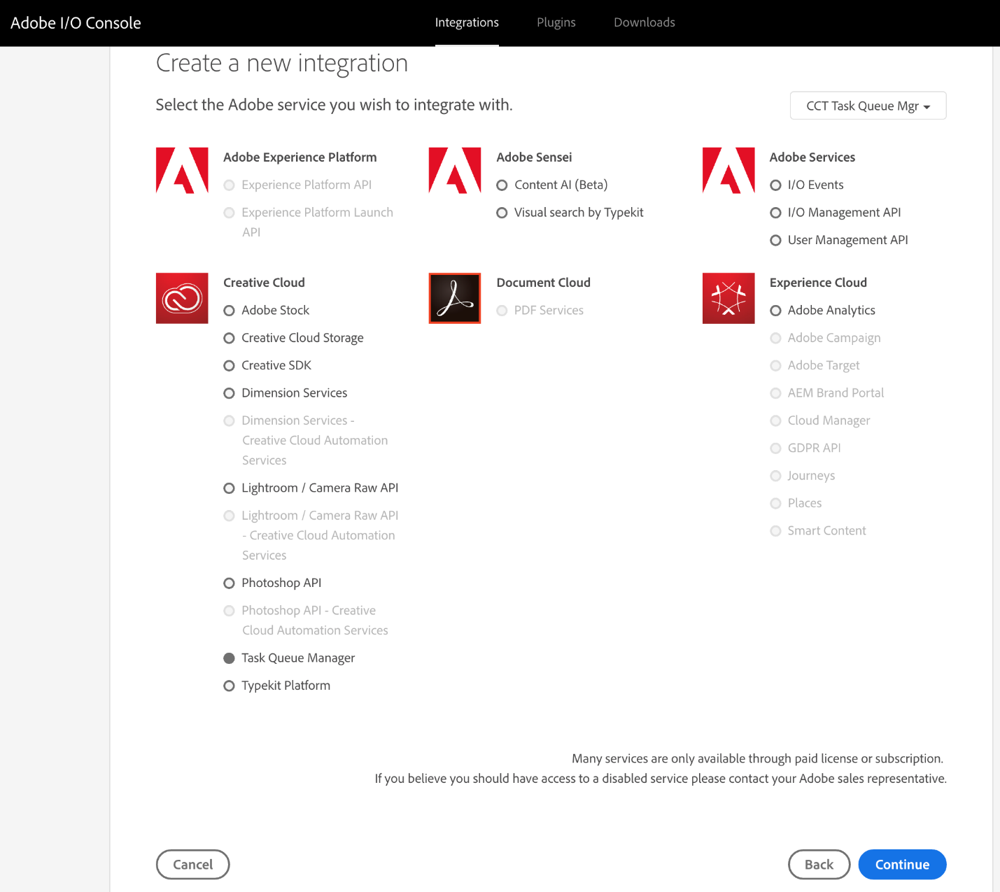 Adobe I/O Console
Integrations
Plugins
Downloads
Create a new integration
Select the Adobe service you wish to integrate with.
CCT Task Queue Mgr
Adobe Experience Platform
Experience Platform API
Experience Platform Launch
API
Adobe Sensei
Content AI (Beta)
Visual search by Typekit
Adobe Services
I/O Events
I/O Management API
User Management API
Creative Cloud
Adobe Stock
Creative Cloud Storage
Creative SDK
Dimension Services
Dimension Services -
Creative Cloud Automation
Services
Lightroom / Camera Raw API
Lightroom / Camera Raw API
- Creative Cloud Automation
Services
Photoshop API
Photoshop API - Creative
Cloud Automation Services
Task Queue Manager
Typekit Platform
Document Cloud
PDF Services
Experience Cloud
Adobe Analytics
Adobe Campaign
Adobe Target
AEM Brand Portal
Cloud Manager
GDPR API
Journeys
Places
Smart Content
Many services are only available through paid license or subscription.
If you believe you should have access to a disabled service please contact your Adobe sales representative.
Cancel
Back
Continue